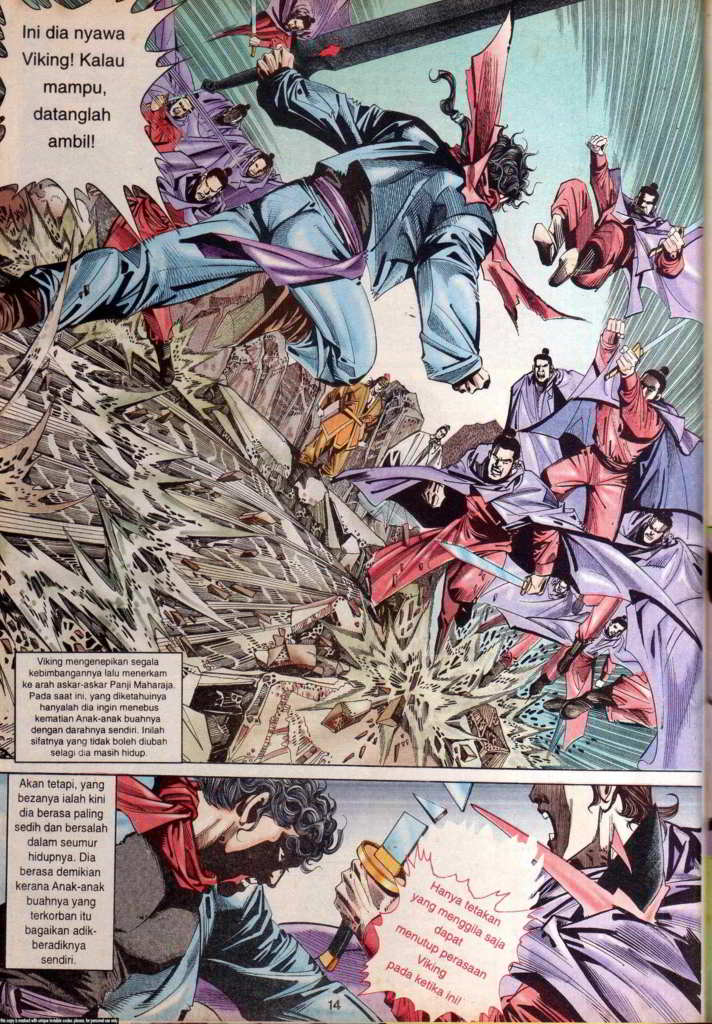 Ini dia nyawa
Viking! Kalau
mampu,
datanglah
ambil!
Viking mengenepikan segala
kebimbangannya lalu menerkam
ke arah askar-askar Panji Maharaja.
Pada saat ini, yang diketahuinya
hanyalah dia ingin menebus
kematian Anak-anak buahnya
dengan darahnya sendiri. Inilah
sifatnya yang tidak boleh diubah
selagi dia masih hidup.
Akan tetapi, yang
bezanya ialah kini
dia berasa paling
sedih dan bersalah
dalam seumur
hidupnya. Dia
berasa demikian
kerana Anak-anak
buahnya yang
terkorban itu
bagaikan adik-
beradiknya
sendiri.
Hanya tetakan
yang menggila saja
dapat
menutup perasaan
Viking
pada ketika ini!
14